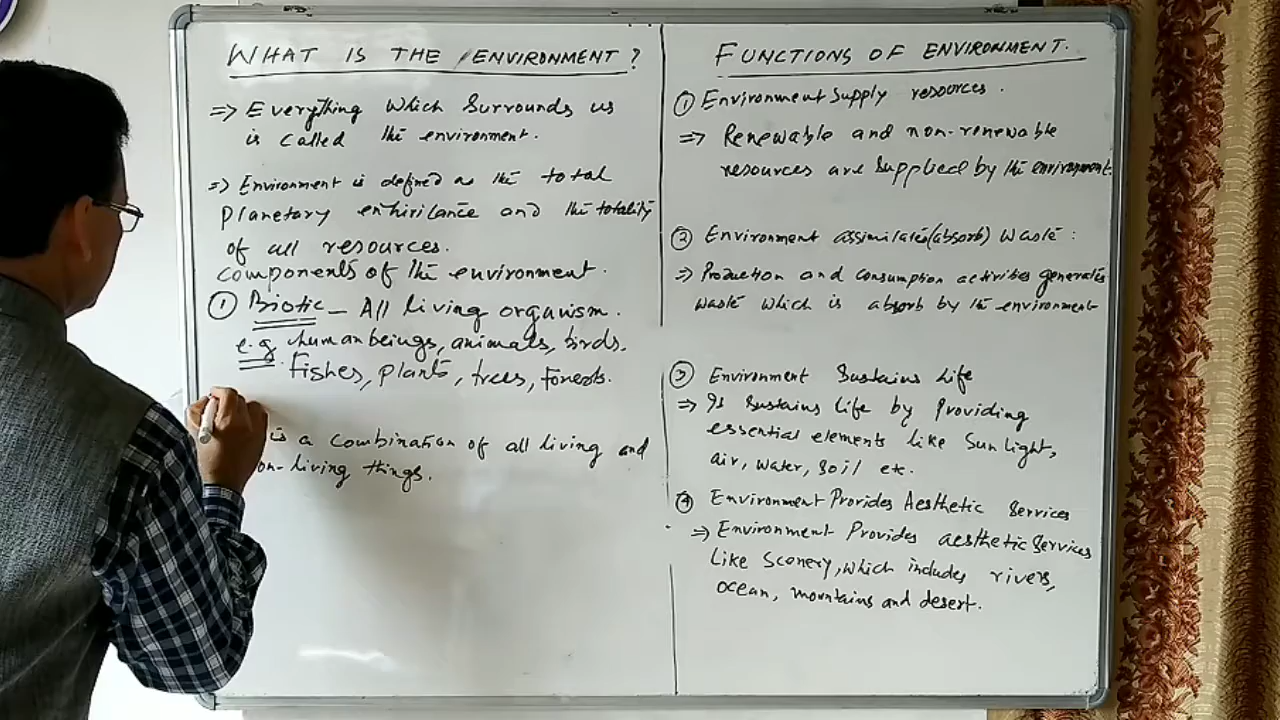 WHAT IS THE ENVIRONMENT?
=> Everything which surrounds us
is called the environment.
=> Environment is defined as the total
planetary enhirilance and the totality
of all resources.
components of the environment.
① Biotic – All living organism.
e.g. human beings, animals, birds.
Fishes, plants, trees, forests.
is a combination of all living and
on-living things.
FUNCTIONS OF ENVIRONMENT.
① Environment Supply resources.
=> Renewable and non-renewable
resources are supplied by the environment.
② Environment assimilates(absorb) waste:
=> Production and consumption activities generates
waste which is absorb by the environment
③ Environment Sustains Life
=> It sustains life by Providing
essential elements like Sun light,
air, water, soil etc.
④ Environment Provides Aesthetic Services
=> Environment Provides aesthetic services
like scenery, which includes rivers,
ocean, mountains and desert.